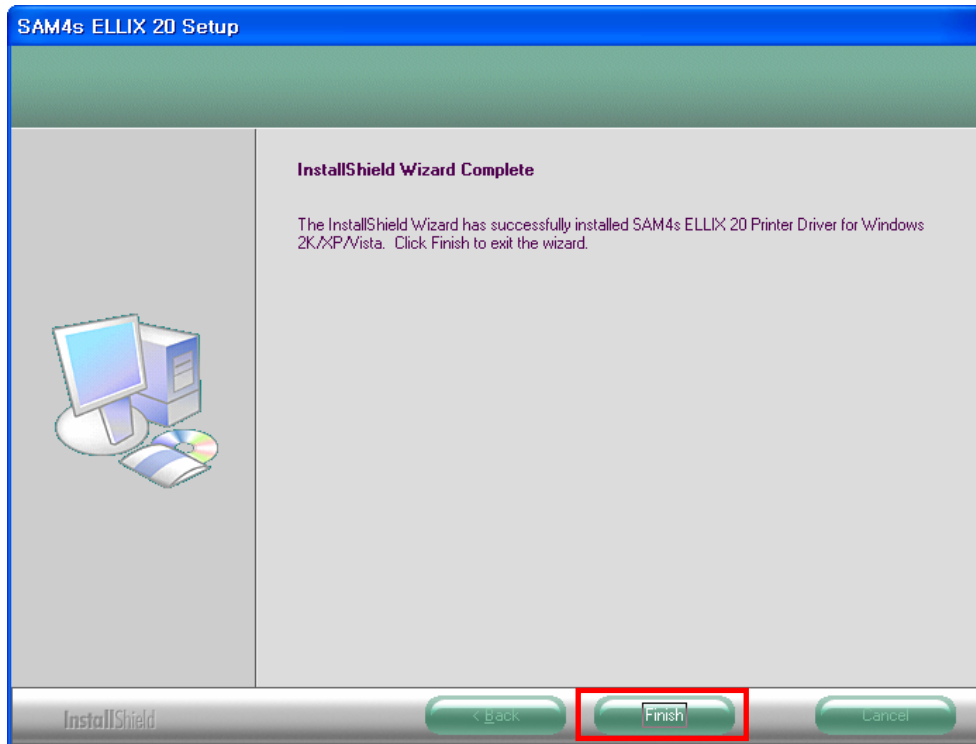 SAM4s ELLIX 20 Setup
InstallShield Wizard Complete
The InstallShield Wizard has successfully installed SAM4s ELLIX 20 Printer Driver for Windows
2K/XP/Vista.  Click Finish to exit the wizard.
InstallShield
< Back
Finish
Cancel